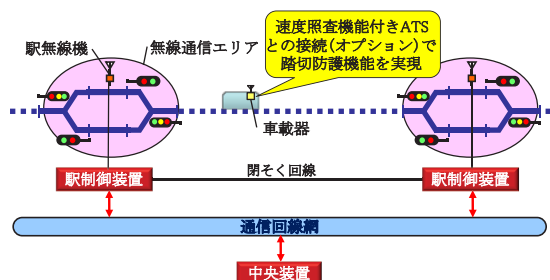 速度照査機能付きATS
との接続(オプション)で
踏切防護機能を実現
駅無線機
無線通信エリア
車載器
駅制御装置
閉そく回線
駅制御装置
通信回線網
中央装置